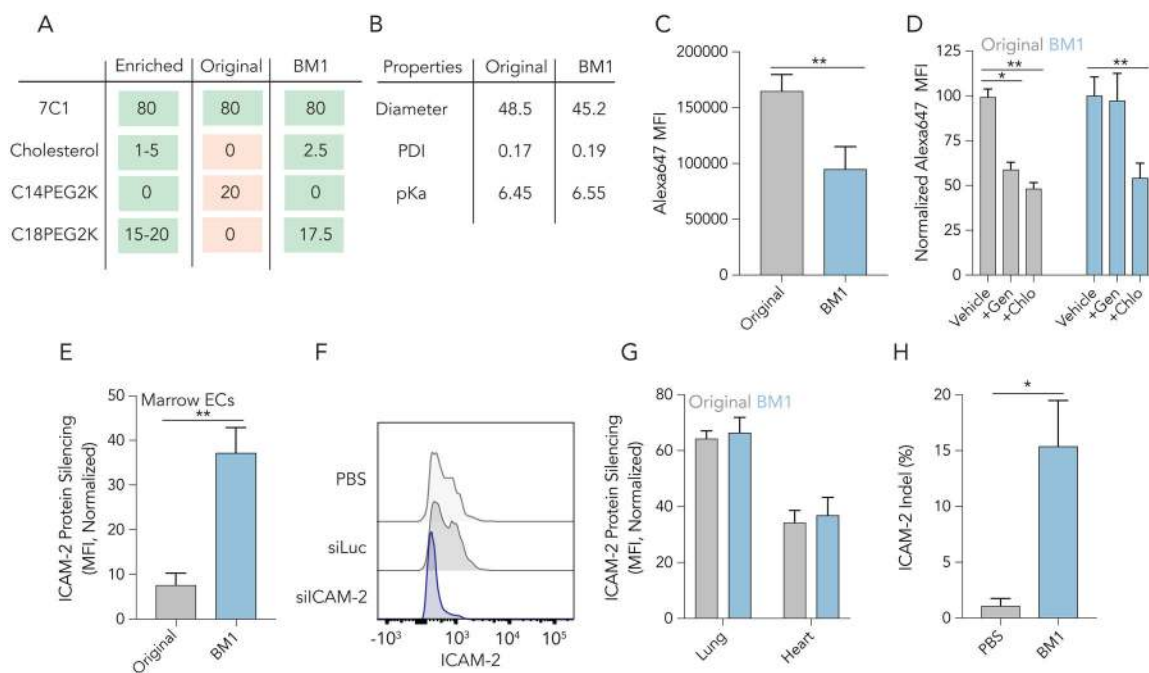 A
Enriched Original BM1
7C1 80 80 80
Cholesterol 1-5 0 2.5
C14PEG2K 0 20 0
C18PEG2K 15-20 0 17.5
B
Properties Original BM1
Diameter 48.5 45.2
PDI 0.17 0.19
pKa 6.45 6.55
C
Alexa647 MFI
200000
150000
100000
50000
0
**
Original BM1
D
Original BM1
Normalized Alexa647 MFI
125
100
75
50
25
0
**
*
**
Vehicle +Gen +Chlo Vehicle +Gen +Chlo
E
ICAM-2 Protein Silencing
(MFI, Normalized)
50
40
30
20
10
0
Marrow ECs
**
Original BM1
F
PBS
siLuc
siICAM-2
-10³ 10³ 10⁴ 10⁵
ICAM-2
G
ICAM-2 Protein Silencing
(MFI, Normalized)
80
60
40
20
0
Original BM1
Lung Heart
H
ICAM-2 Indel (%)
20
15
10
5
0
*
PBS BM1